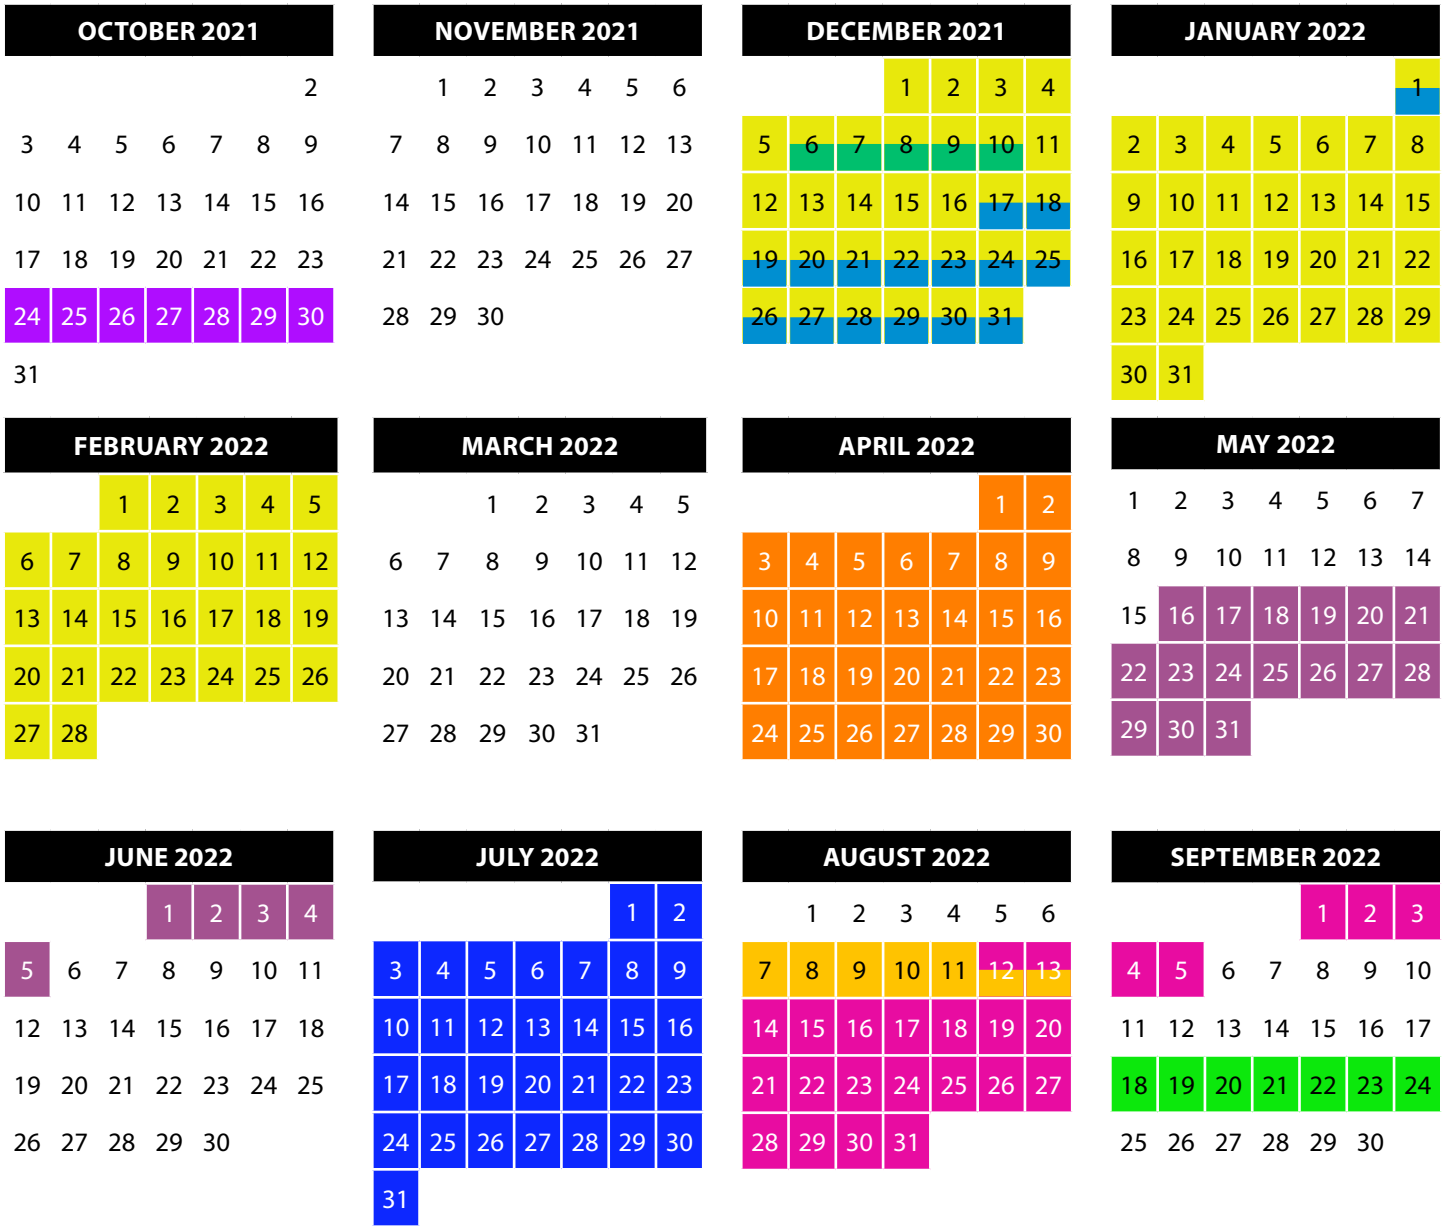 OCTOBER 2021
2
3 4 5 6 7 8 9
10 11 12 13 14 15 16
17 18 19 20 21 22 23
24 25 26 27 28 29 30
31
NOVEMBER 2021
1 2 3 4 5 6
7 8 9 10 11 12 13
14 15 16 17 18 19 20
21 22 23 24 25 26 27
28 29 30
DECEMBER 2021
1 2 3 4
5 6 7 8 9 10 11
12 13 14 15 16 17 18
19 20 21 22 23 24 25
26 27 28 29 30 31
JANUARY 2022
1
2 3 4 5 6 7 8
9 10 11 12 13 14 15
16 17 18 19 20 21 22
23 24 25 26 27 28 29
30 31
FEBRUARY 2022
1 2 3 4 5
6 7 8 9 10 11 12
13 14 15 16 17 18 19
20 21 22 23 24 25 26
27 28
MARCH 2022
1 2 3 4 5
6 7 8 9 10 11 12
13 14 15 16 17 18 19
20 21 22 23 24 25 26
27 28 29 30 31
APRIL 2022
1 2
3 4 5 6 7 8 9
10 11 12 13 14 15 16
17 18 19 20 21 22 23
24 25 26 27 28 29 30
MAY 2022
1 2 3 4 5 6 7
8 9 10 11 12 13 14
15 16 17 18 19 20 21
22 23 24 25 26 27 28
29 30 31
JUNE 2022
1 2 3 4
5 6 7 8 9 10 11
12 13 14 15 16 17 18
19 20 21 22 23 24 25
26 27 28 29 30
JULY 2022
1 2
3 4 5 6 7 8 9
10 11 12 13 14 15 16
17 18 19 20 21 22 23
24 25 26 27 28 29 30
31
AUGUST 2022
1 2 3 4 5 6
7 8 9 10 11 12 13
14 15 16 17 18 19 20
21 22 23 24 25 26 27
28 29 30 31
SEPTEMBER 2022
1 2 3
4 5 6 7 8 9 10
11 12 13 14 15 16 17
18 19 20 21 22 23 24
25 26 27 28 29 30